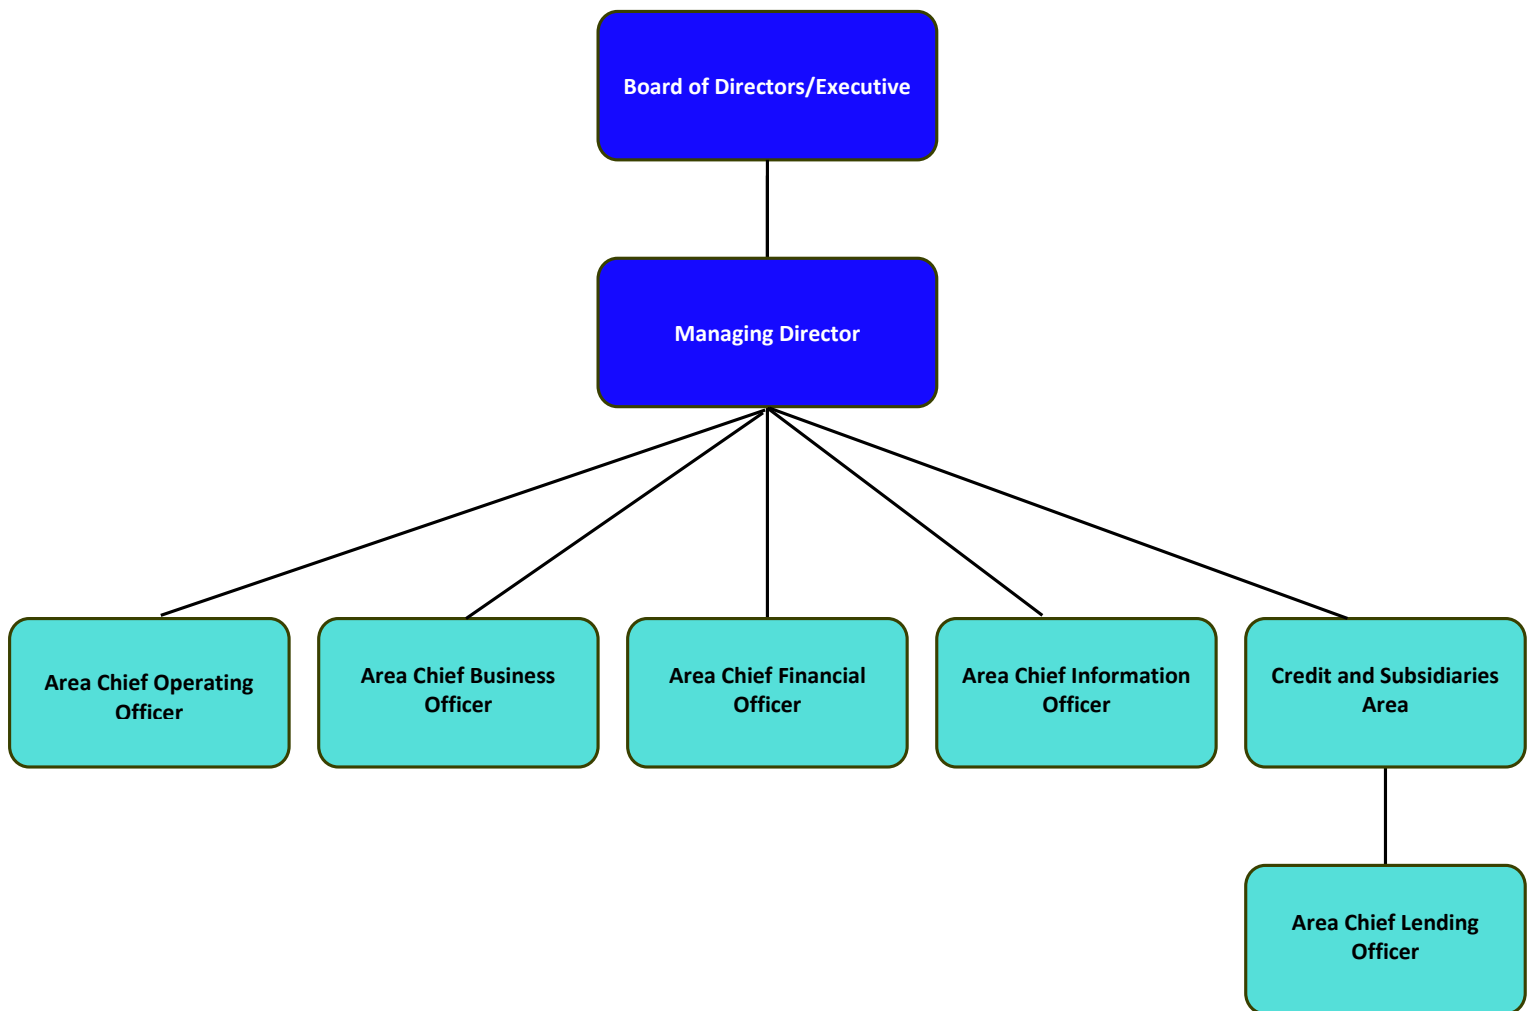 Board of Directors/Executive
Managing Director
Area Chief Operating
Officer
Area Chief Business
Officer
Area Chief Financial
Officer
Area Chief Information
Officer
Credit and Subsidiaries
Area
Area Chief Lending
Officer